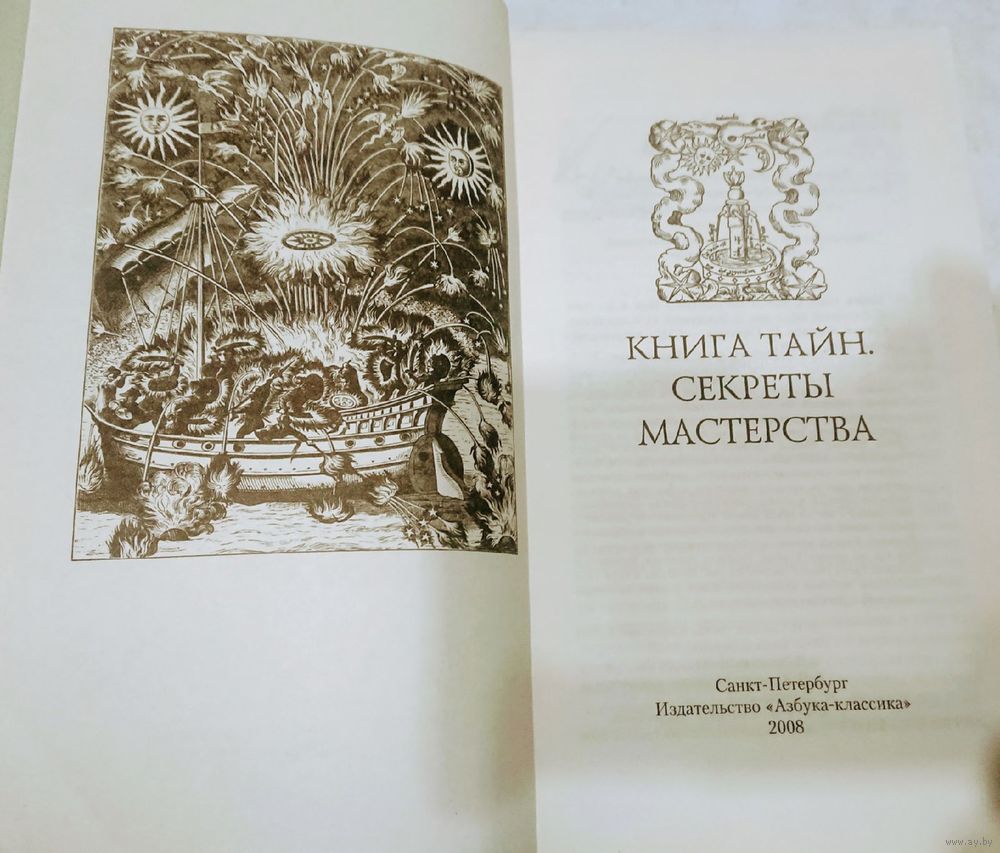 КНИГА ТАЙН.
СЕКРЕТЫ
МАСТЕРСТВА
Санкт-Петербург
Издательство «Азбука-классика»
2008
www.ay.by